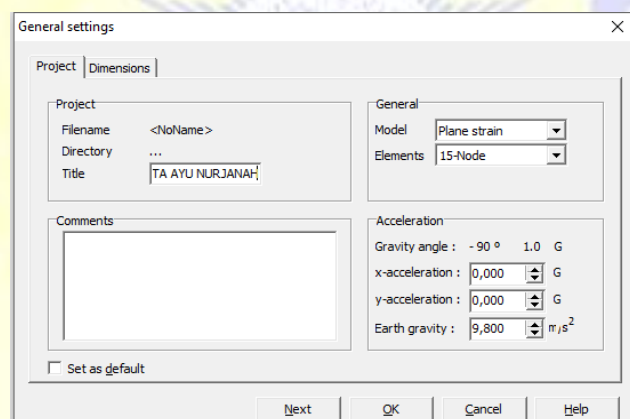 General settings
Project Dimensions
Project
Filename <NoName>
Directory ...
Title TA AYU NURJANAH
General
Model Plane strain
Elements 15-Node
Comments
Acceleration
Gravity angle : - 90 º 1.0 G
x-acceleration : 0,000 G
y-acceleration : 0,000 G
Earth gravity : 9,800 m/s²
Set as default
Next OK Cancel Help